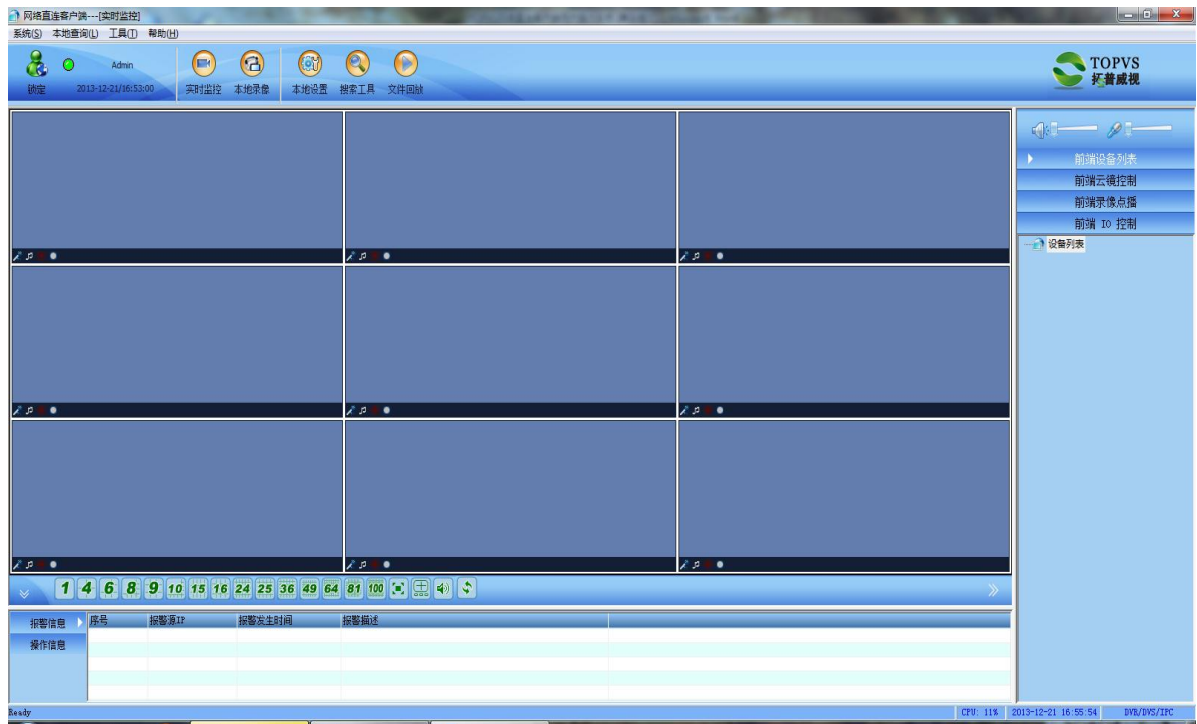 网络直连客户端---[实时监控]
系统(S) 本地查询(L) 工具(T) 帮助(H)
Admin
锁定 2013-12-21/16:53:00 实时监控 本地录像 本地设置 搜索工具 文件回放
TOPVS
拓普威视
前端设备列表
前端云镜控制
前端录像点播
前端 IO 控制
设备列表
1 4 6 8 9 10 15 16 24 25 36 49 64 81 100
报警信息 序号 报警源IP 报警发生时间 报警描述
操作信息
Ready CPU: 11% 2013-12-21 16:55:54 DVR/DVS/IPC